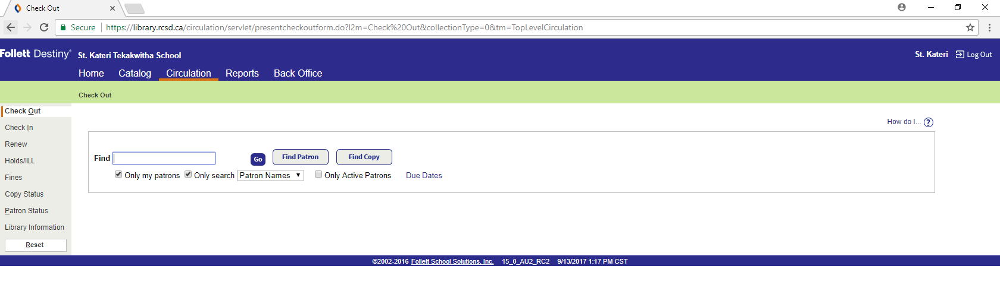 Check Out
Secure https://library.rcsd.ca/circulation/servlet/presentcheckoutform.do?l2m=Check%20Out&collectionType=0&tm=TopLevelCirculation
Follett Destiny® St. Kateri Tekakwitha School
St. Kateri Log Out
Home Catalog Circulation Reports Back Office
Check Out
Check Out
Check In
Renew
Holds/ILL
Fines
Copy Status
Patron Status
Library Information
Reset
How do I... ?
Find Go Find Patron Find Copy
Only my patrons Only search Patron Names Only Active Patrons Due Dates
©2002-2016 Follett School Solutions, Inc. 15_0_AU2_RC2 9/13/2017 1:17 PM CST